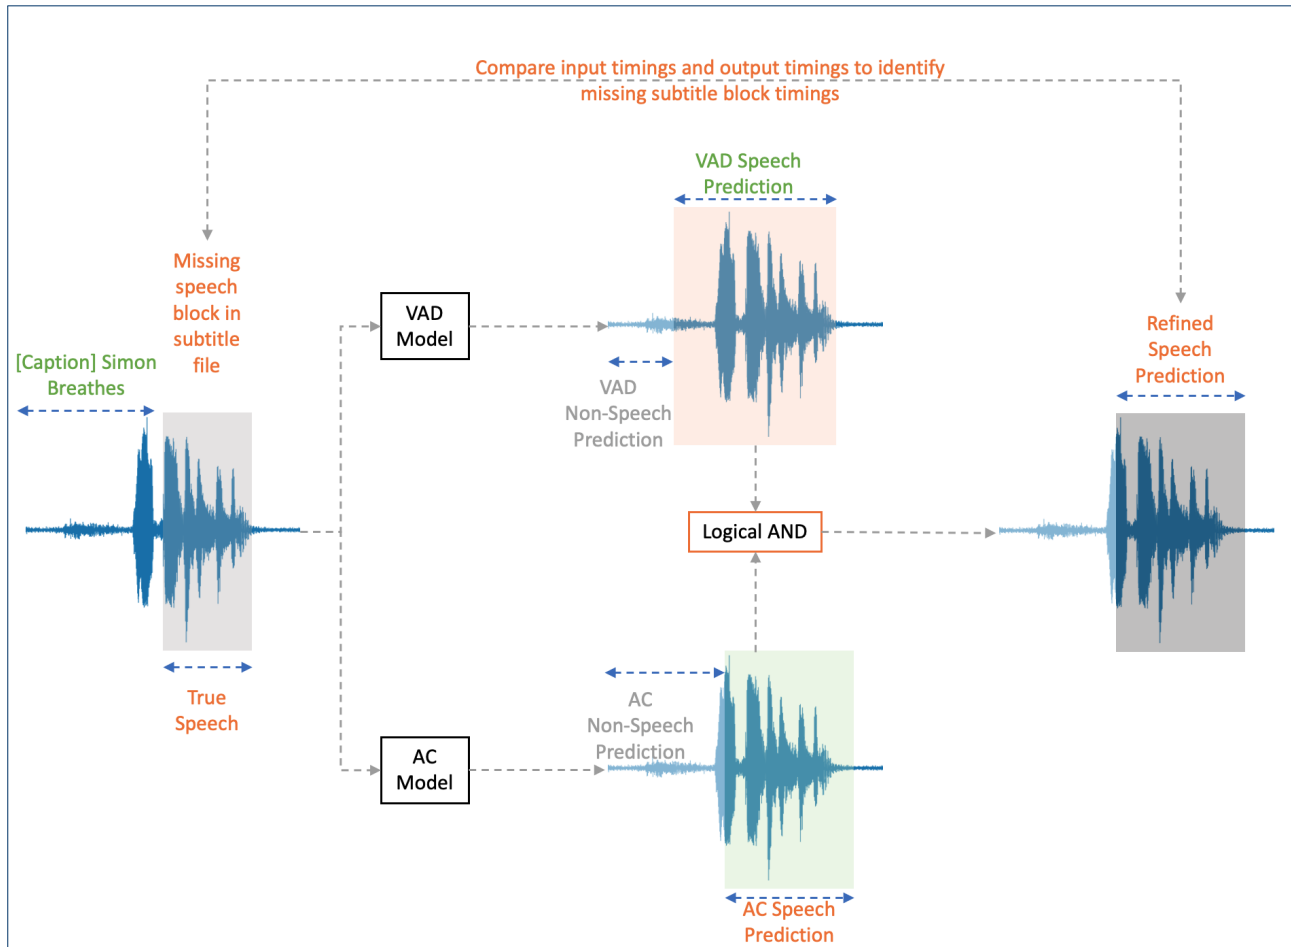 Compare input timings and output timings to identify
missing subtitle block timings
VAD Speech
Prediction
Missing
speech
block in
subtitle
file
[Caption] Simon
Breathes
VAD
Model
VAD
Non-Speech
Prediction
Refined
Speech
Prediction
Logical AND
True
Speech
AC
Non-Speech
Prediction
AC
Model
AC Speech
Prediction